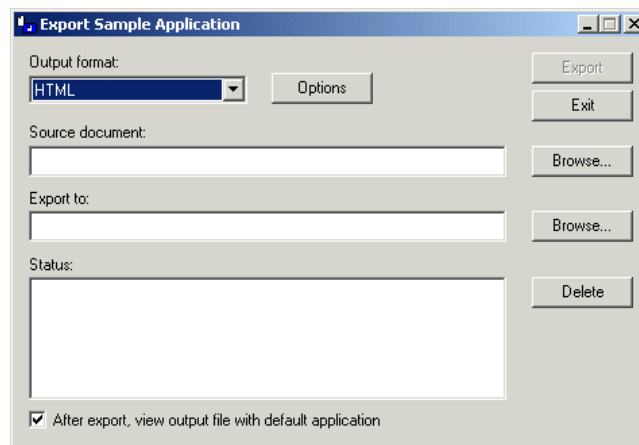 Export Sample Application
Output format:
HTML
Options
Export
Exit
Source document:
Browse...
Export to:
Browse...
Status:
Delete
After export, view output file with default application